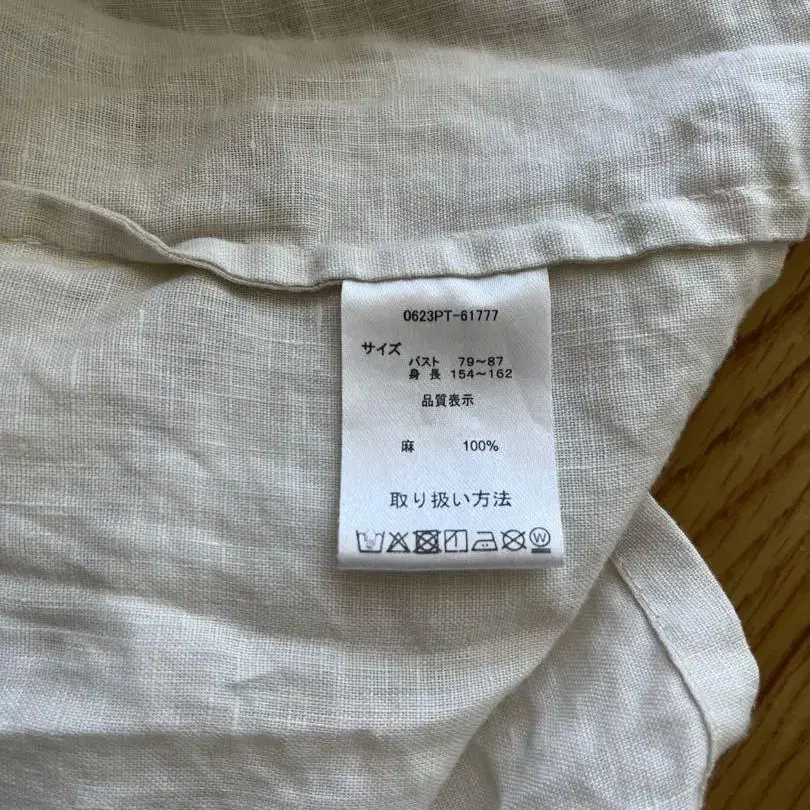 0623PT-61777
サイズ
バスト 79～87
身長 154～162
品質表示
麻 100%
取り扱い方法
W